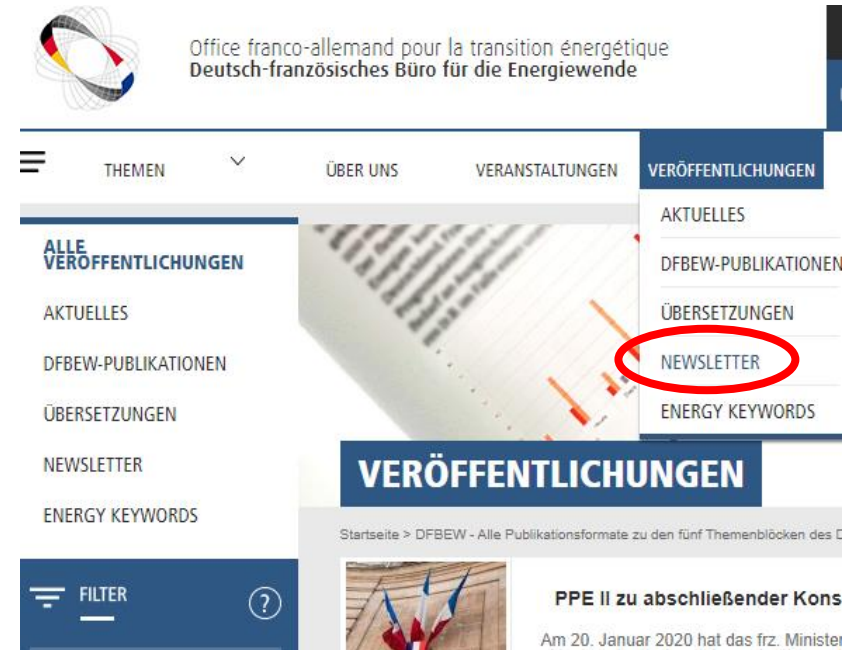 Office franco-allemand pour la transition énergétique
Deutsch-französisches Büro für die Energiewende
THEMEN
ÜBER UNS
VERANSTALTUNGEN
VERÖFFENTLICHUNGEN
AKTUELLES
DFBEW-PUBLIKATIONEN
ÜBERSETZUNGEN
NEWSLETTER
ENERGY KEYWORDS
ALLE
VERÖFFENTLICHUNGEN
AKTUELLES
DFBEW-PUBLIKATIONEN
ÜBERSETZUNGEN
NEWSLETTER
ENERGY KEYWORDS
FILTER
?
VERÖFFENTLICHUNGEN
Startseite > DFBEW - Alle Publikationsformate zu den fünf Themenblöcken des D
PPE II zu abschließender Kons
Am 20. Januar 2020 hat das frz. Minister